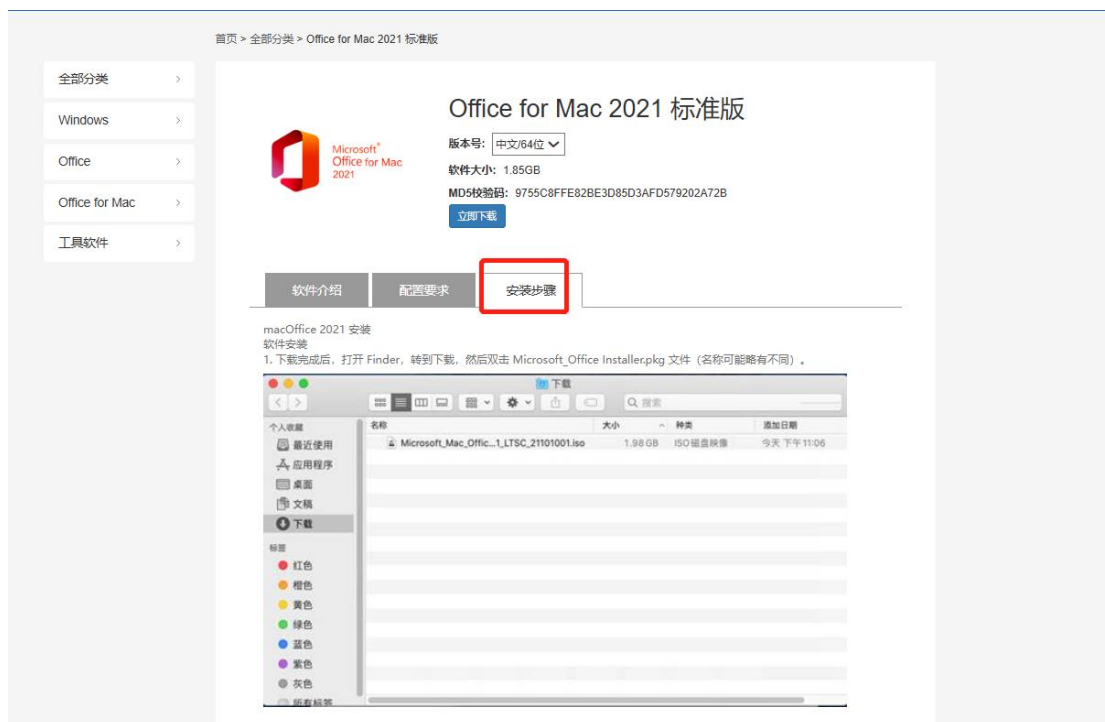 首页 > 全部分类 > Office for Mac 2021 标准版
全部分类
Windows
Office
Office for Mac
工具软件
Microsoft®
Office for Mac
2021
Office for Mac 2021 标准版
版本号: 中文/64位
软件大小: 1.85GB
MD5校验码: 9755C8FFE82BE3D85D3AFD579202A72B
立即下载
软件介绍
配置要求
安装步骤
macOffice 2021 安装
软件安装
1. 下载完成后，打开 Finder，转到下载，然后双击 Microsoft_Office Installer.pkg 文件（名称可能略有不同）.
下载
搜索
个人收藏
最近使用
应用程序
桌面
文稿
下载
标签
红色
橙色
黄色
绿色
蓝色
紫色
灰色
所有标签
名称 大小 种类 添加日期
Microsoft_Mac_Offic...1_LTSC_21101001.iso 1.98 GB ISO磁盘映像 今天 下午11:06